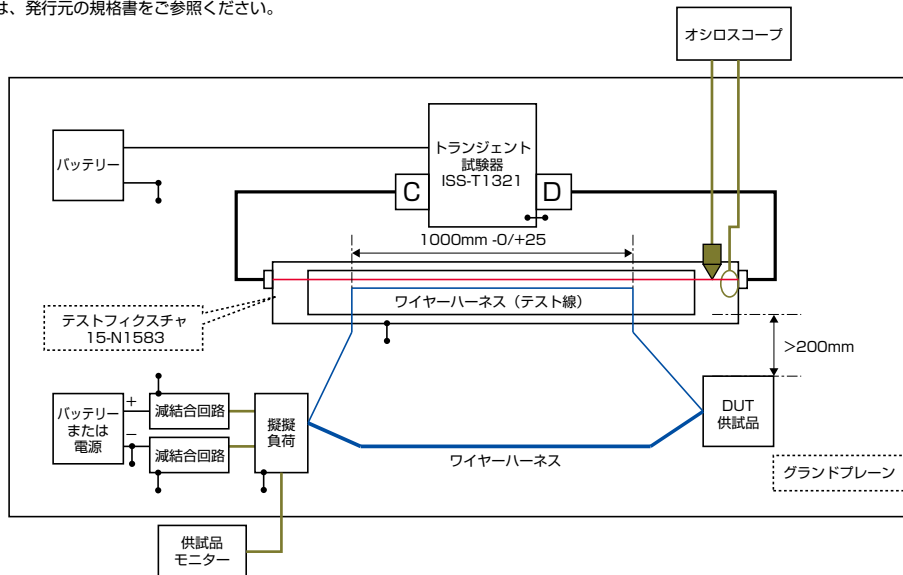 は、発行元の規格書をご参照ください。
オシロスコープ
バッテリー
トランジェント
試験器
ISS-T1321
C
D
1000mm -0/+25
ワイヤーハーネス（テスト線）
テストフィクスチャ
15-N1583
>200mm
バッテリー
または
電源
+
−
減結合回路
減結合回路
擬擬
負荷
DUT
供試品
ワイヤーハーネス
グランドプレーン
供試品
モニター